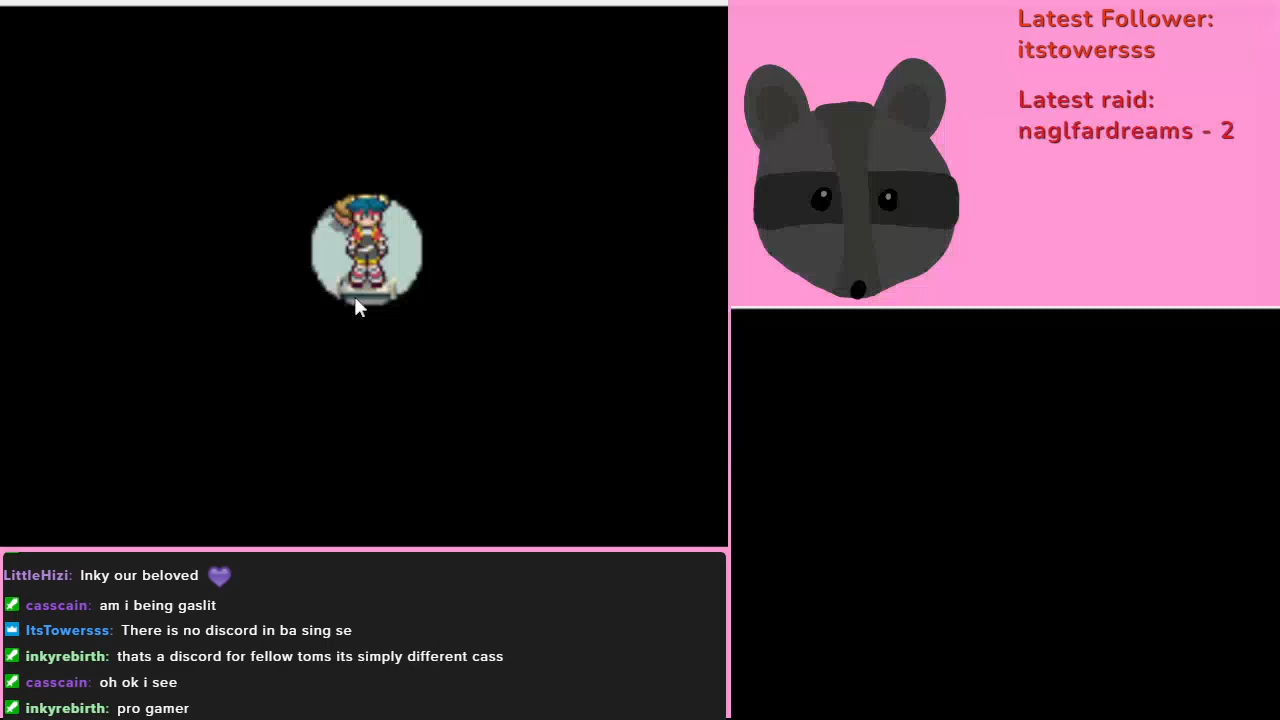 Latest Follower:
itstowersss
Latest raid:
naglfardreams - 2
LittleHizi: Inky our beloved
casscain: am i being gaslit
ItsTowersss: There is no discord in ba sing se
inkyrebirth: thats a discord for fellow toms its simply different cass
casscain: oh ok i see
inkyrebirth: pro gamer